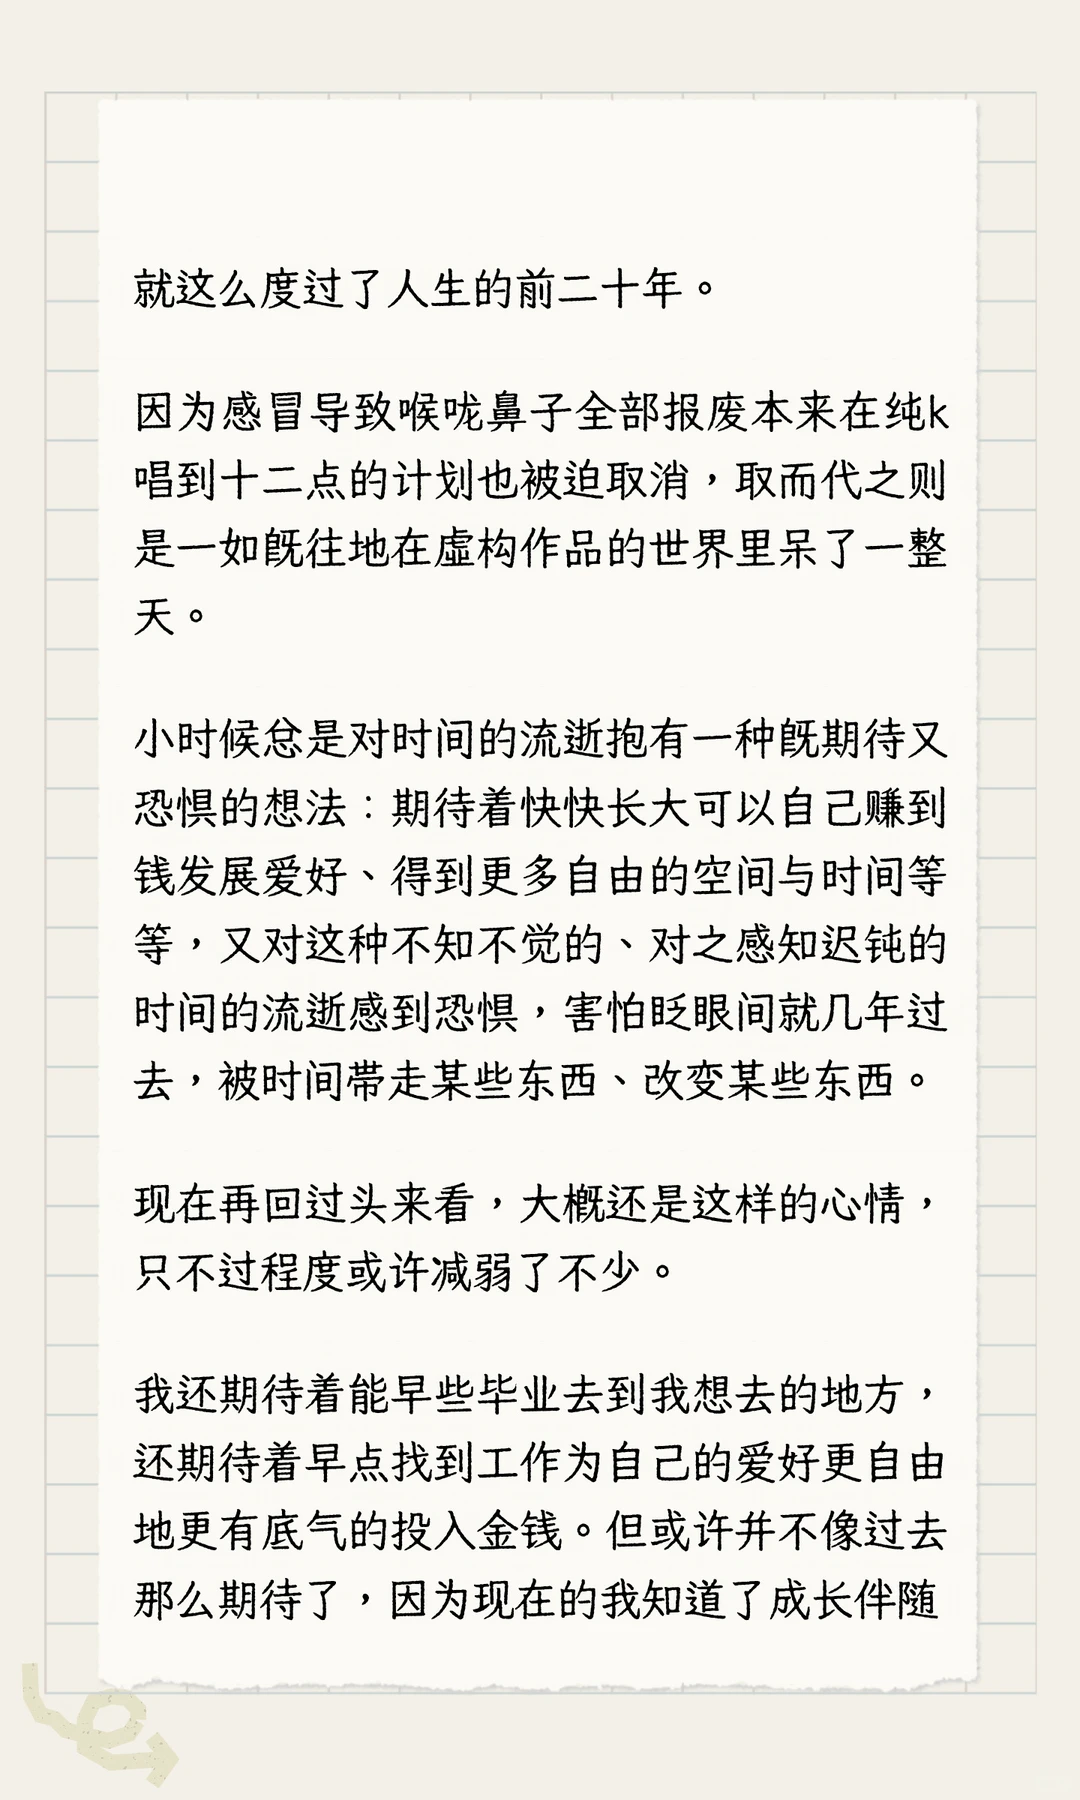 就这么度过了人生的前二十年。
因为感冒导致喉咙鼻子全部报废本来在纯k
唱到十二点的计划也被迫取消，取而代之则
是一如既往地在虚构作品的世界里呆了一整
天。
小时候总是对时间的流逝抱有一种既期待又
恐惧的想法：期待着快快长大可以自己赚到
钱发展爱好、得到更多自由的空间与时间等
等，又对这种不知不觉的、对之感知迟钝的
时间的流逝感到恐惧，害怕眨眼间就几年过
去，被时间带走某些东西、改变某些东西。
现在再回过头来看，大概还是这样的心情，
只不过程度或许减弱了不少。
我还期待着能早些毕业去到我想去的地方，
还期待着早点找到工作为自己的爱好更自由
地更有底气的投入金钱。但或许并不像过去
那么期待了，因为现在的我知道了成长伴随